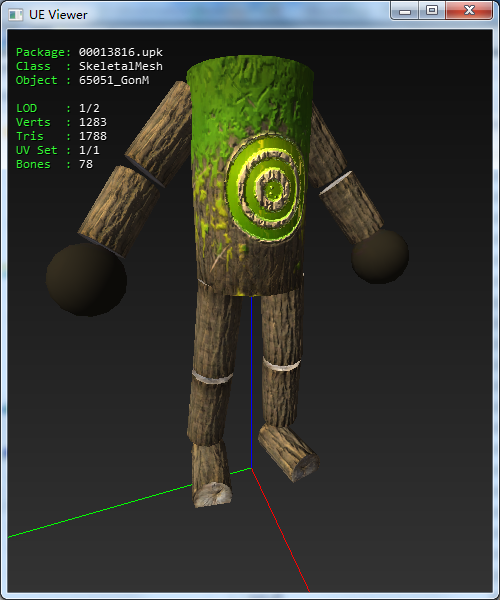 UE Viewer
Package: 00013816.upk
Class : SkeletalMesh
Object : 65051_GonM
LOD : 1/2
Verts : 1283
Tris : 1788
UV Set : 1/1
Bones : 78